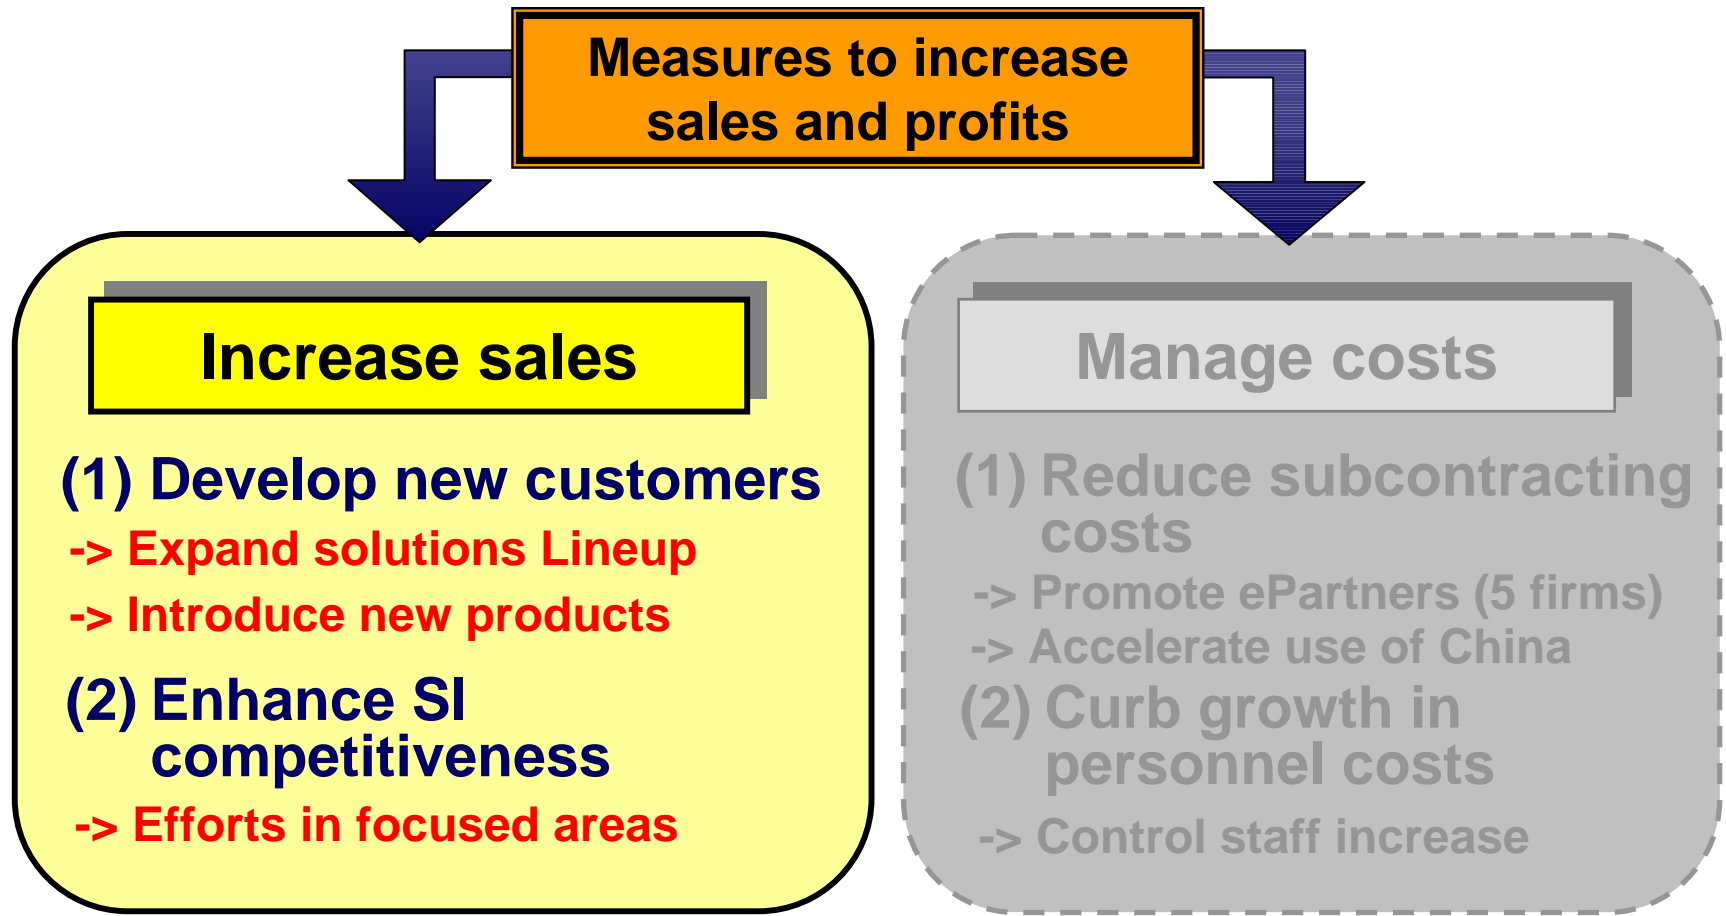 Measures to increase
sales and profits
Increase sales
(1) Develop new customers
-> Expand solutions Lineup
-> Introduce new products
(2) Enhance SI
competitiveness
-> Efforts in focused areas
Manage costs
(1) Reduce subcontracting
costs
-> Promote ePartners (5 firms)
-> Accelerate use of China
(2) Curb growth in
personnel costs
-> Control staff increase